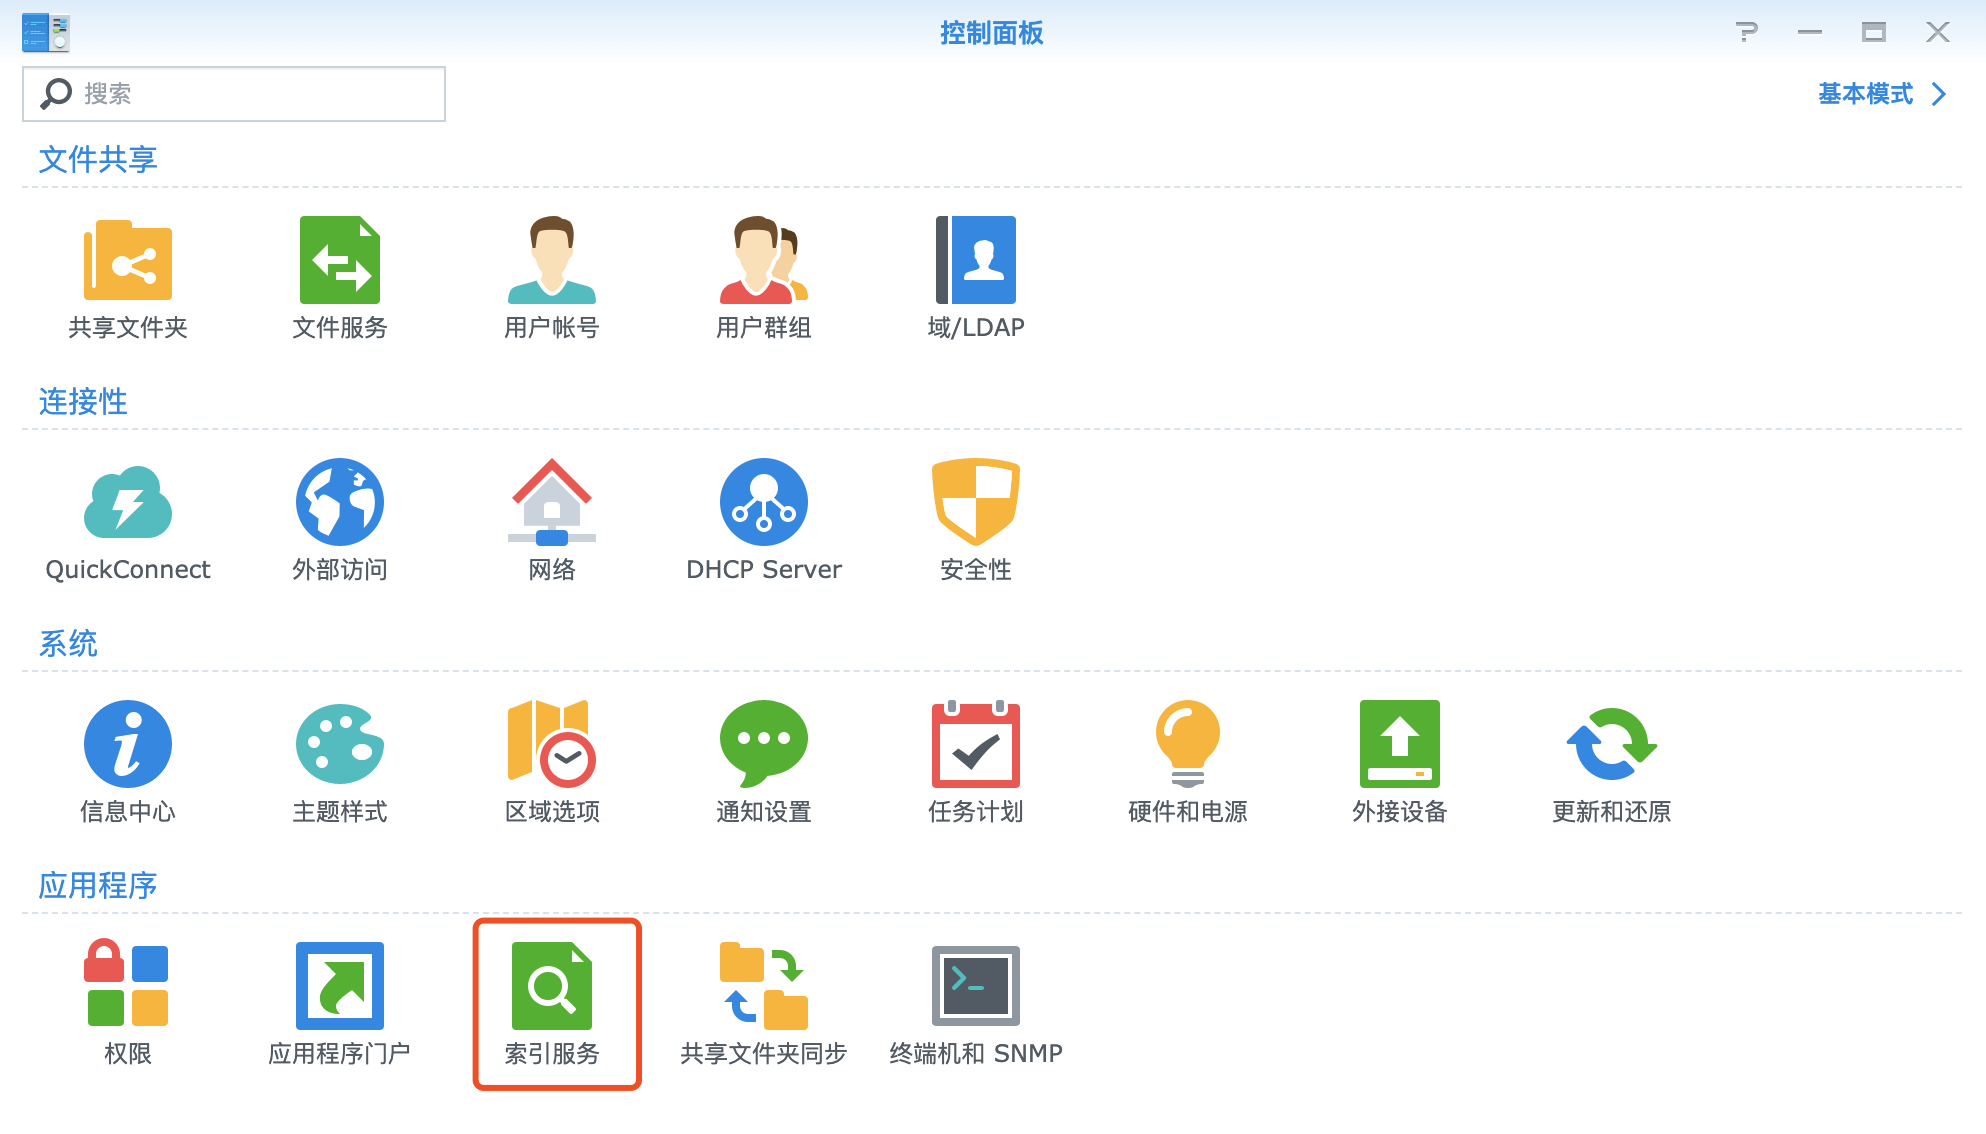 控制面板
搜索
基本模式
文件共享
共享文件夹
文件服务
用户帐号
用户群组
域/LDAP
连接性
QuickConnect
外部访问
网络
DHCP Server
安全性
系统
信息中心
主题样式
区域选项
通知设置
任务计划
硬件和电源
外接设备
更新和还原
应用程序
权限
应用程序门户
索引服务
共享文件夹同步
终端机和 SNMP